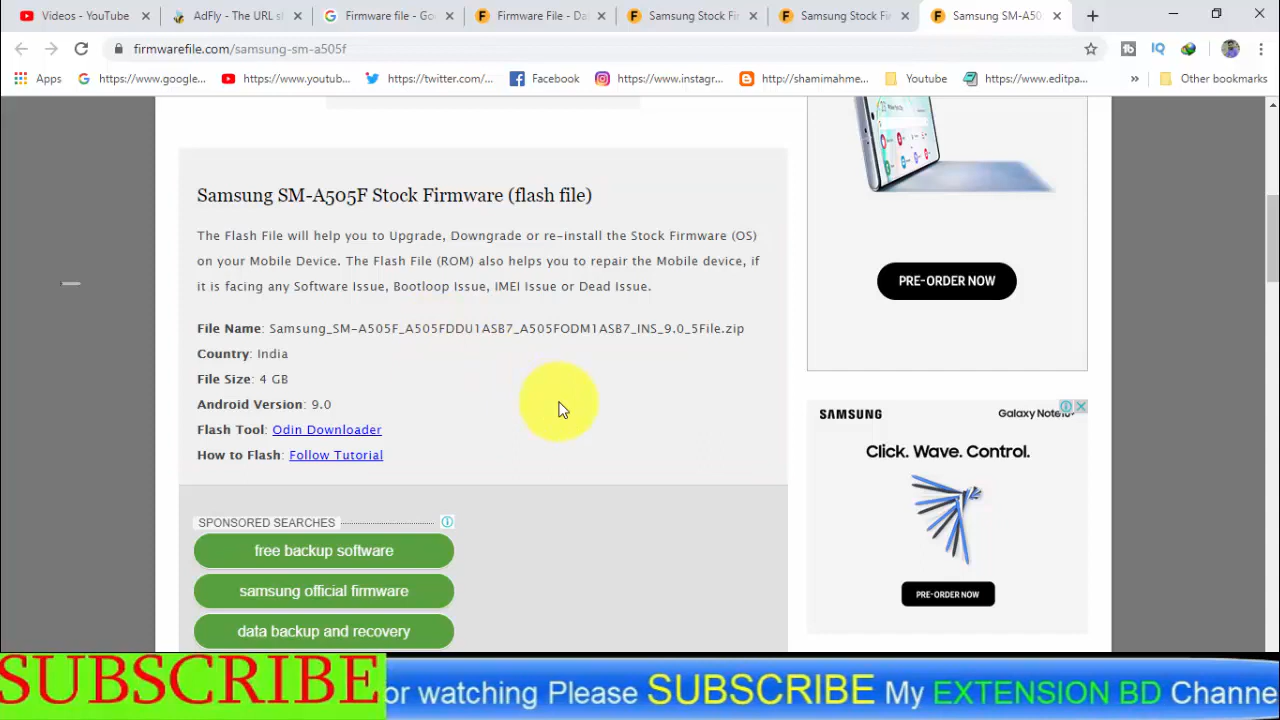 Videos - YouTube
AdFly - The URL sh
Firmware file - Go
Firmware File - Da
Samsung Stock Fir
Samsung Stock Fir
Samsung SM-A50
firmwarefile.com/samsung-sm-a505f
Apps
https://www.google...
https://www.youtub...
https://twitter.com/...
Facebook
https://www.instagr...
http://shamimahme...
Youtube
https://www.editpa...
»
Other bookmarks
Samsung SM-A505F Stock Firmware (flash file)
The Flash File will help you to Upgrade, Downgrade or re-install the Stock Firmware (OS)
on your Mobile Device. The Flash File (ROM) also helps you to repair the Mobile device, if
it is facing any Software Issue, Bootloop Issue, IMEI Issue or Dead Issue.
File Name: Samsung_SM-A505F_A505FDDU1ASB7_A505FODM1ASB7_INS_9.0_5File.zip
Country: India
File Size: 4 GB
Android Version: 9.0
Flash Tool: Odin Downloader
How to Flash: Follow Tutorial
SPONSORED SEARCHES
free backup software
samsung official firmware
data backup and recovery
PRE-ORDER NOW
SAMSUNG
Galaxy Note10+
Click. Wave. Control.
PRE-ORDER NOW
SUBSCRIBE or watching Please SUBSCRIBE My EXTENSION BD Channe